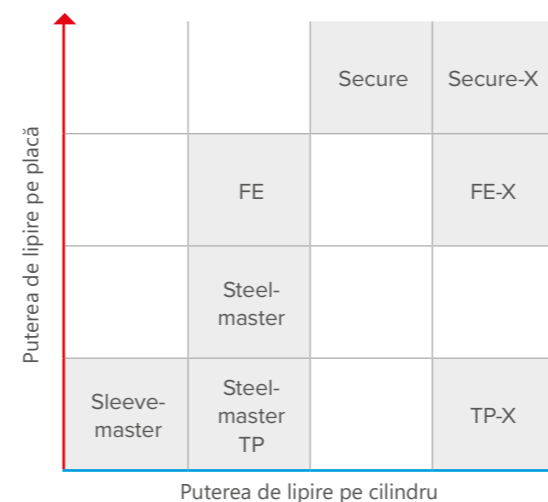 Puterea de lipire pe placă
Secure
Secure-X
FE
FE-X
Steel-
master
Sleeve-
master
Steel-
master
TP
TP-X
Puterea de lipire pe cilindru